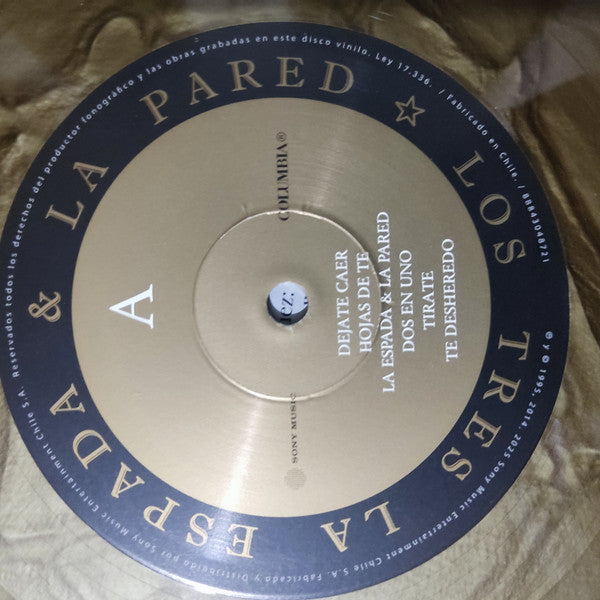 LOS TRES LA ESPADA & LA PARED
A
COLUMBIA®
DEJATE CAER
HOJAS DE TE
LA ESPADA & LA PARED
DOS EN UNO
TIRATE
TE DESHEREDO
SONY MUSIC
℗ y © 1995, 2014, 2025 Sony Music Entertainment Chile S.A. Fabricado y Distribuido por Sony Music Entertainment Chile S.A. Reservados todos los derechos del productor fonográfico y las obras grabadas en este disco vinilo. Ley 17.336. / Fabricado en Chile. / 88843048721